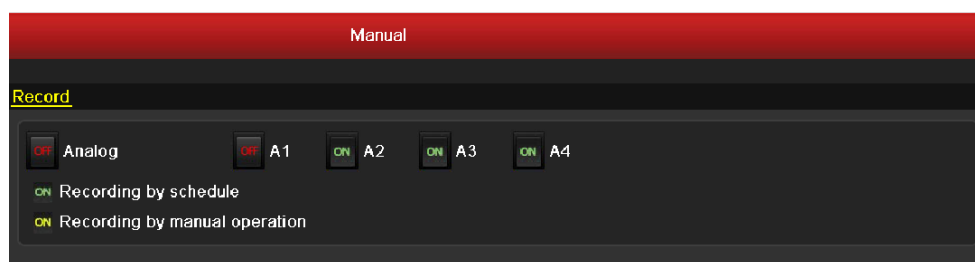 Manual
Record
OFF Analog OFF A1 ON A2 ON A3 ON A4
ON Recording by schedule
ON Recording by manual operation